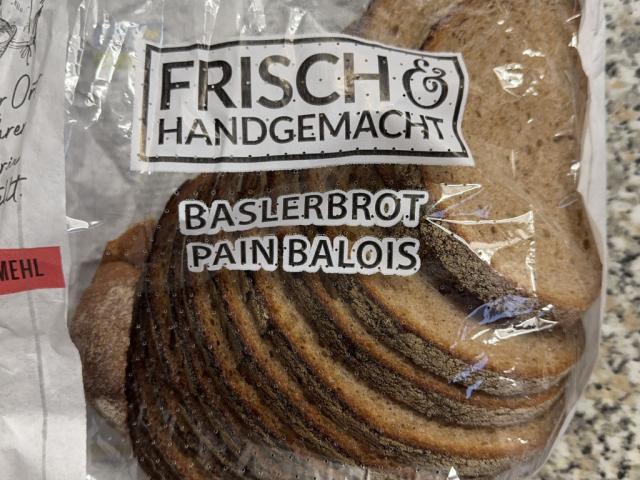 FRISCH &
HANDGEMACHT
BASLERBROT
PAIN BALOIS
MEHL